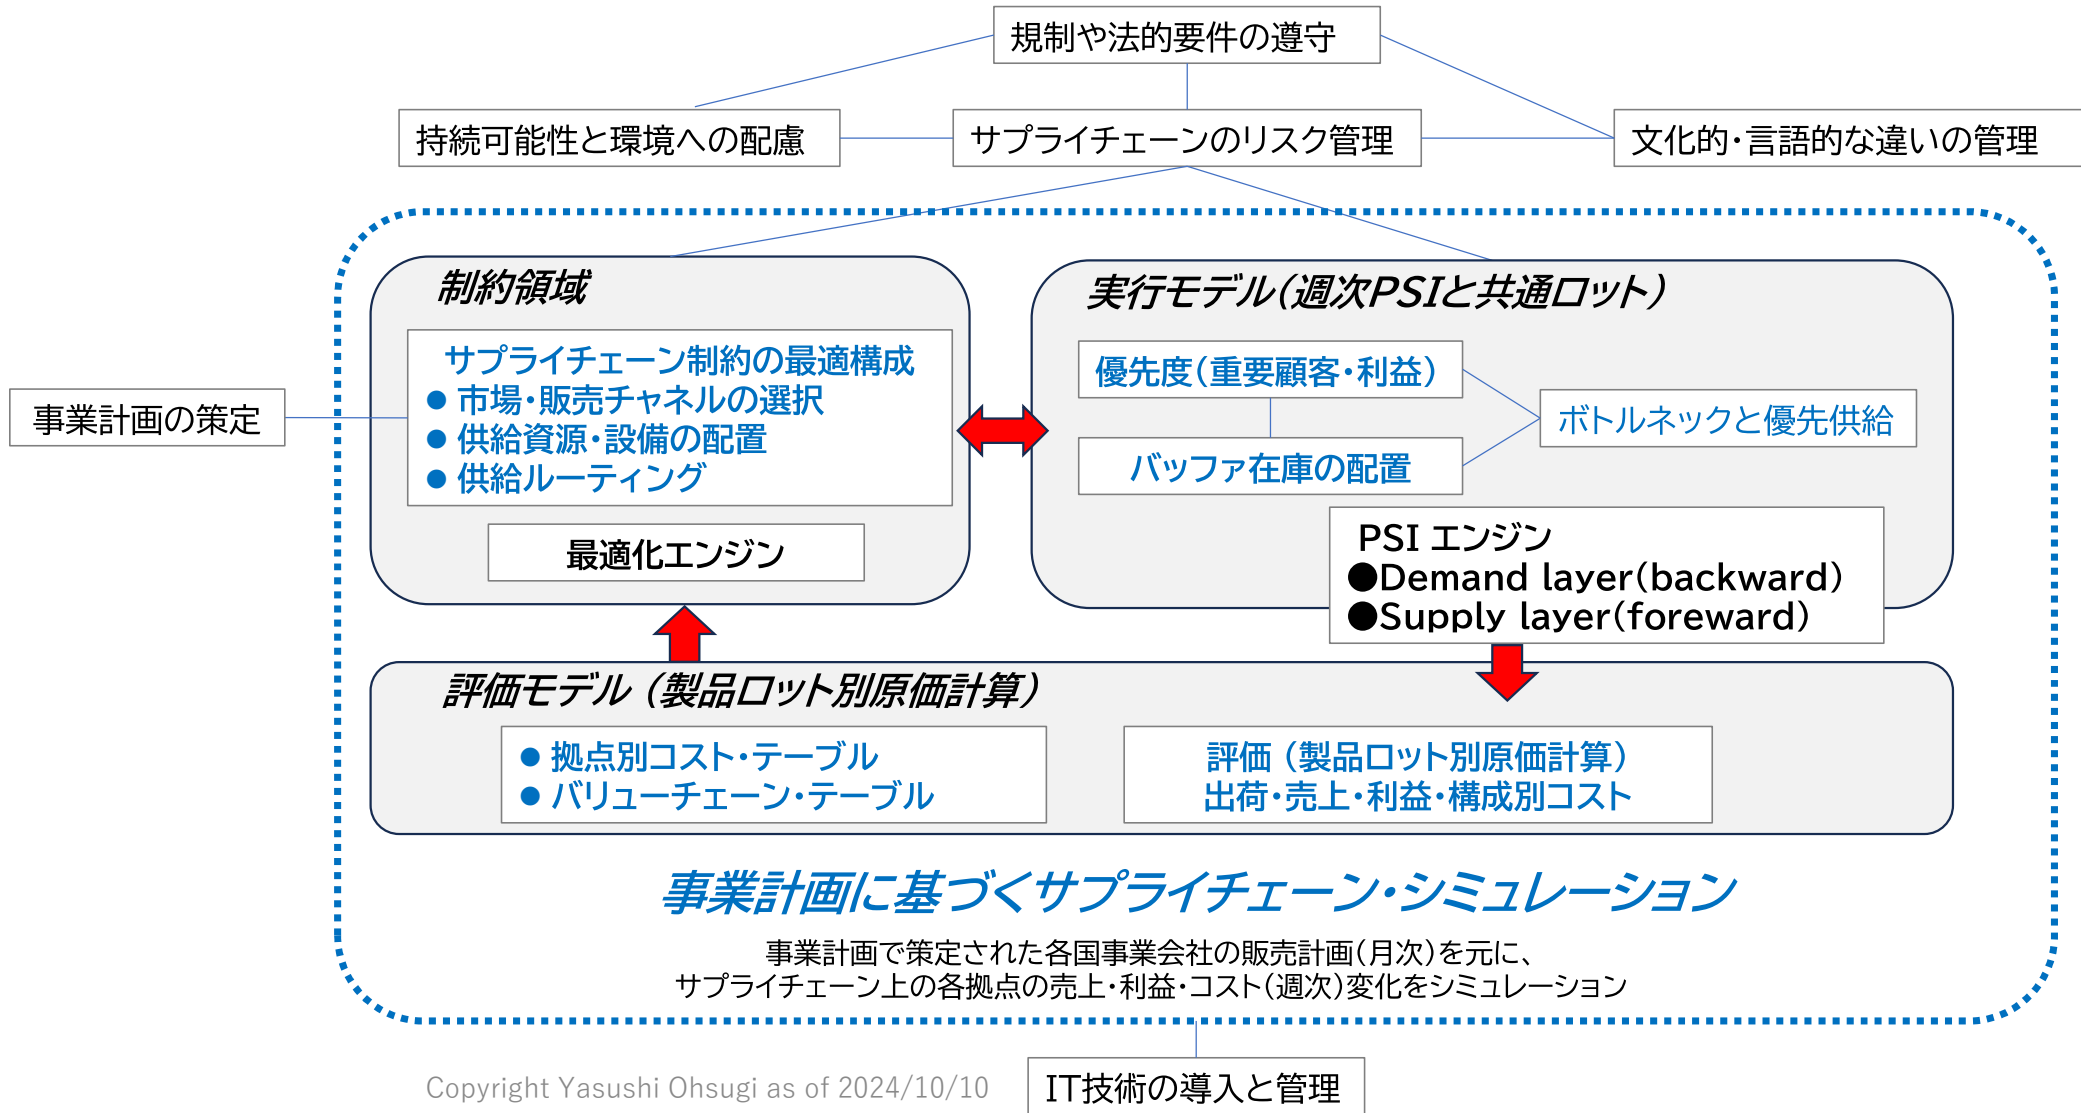 規制や法的要件の遵守
持続可能性と環境への配慮
サプライチェーンのリスク管理
文化的・言語的な違いの管理
制約領域
サプライチェーン制約の最適構成
● 市場・販売チャネルの選択
● 供給資源・設備の配置
● 供給ルーティング
最適化エンジン
事業計画の策定
実行モデル(週次PSIと共通ロット)
優先度(重要顧客・利益)
バッファ在庫の配置
ボトルネックと優先供給
PSI エンジン
●Demand layer(backward)
●Supply layer(foreward)
評価モデル (製品ロット別原価計算)
● 拠点別コスト・テーブル
● バリューチェーン・テーブル
評価 (製品ロット別原価計算)
出荷・売上・利益・構成別コスト
事業計画に基づくサプライチェーン・シミュレーション
事業計画で策定された各国事業会社の販売計画(月次)を元に、
サプライチェーン上の各拠点の売上・利益・コスト(週次)変化をシミュレーション
Copyright Yasushi Ohsugi as of 2024/10/10
IT技術の導入と管理